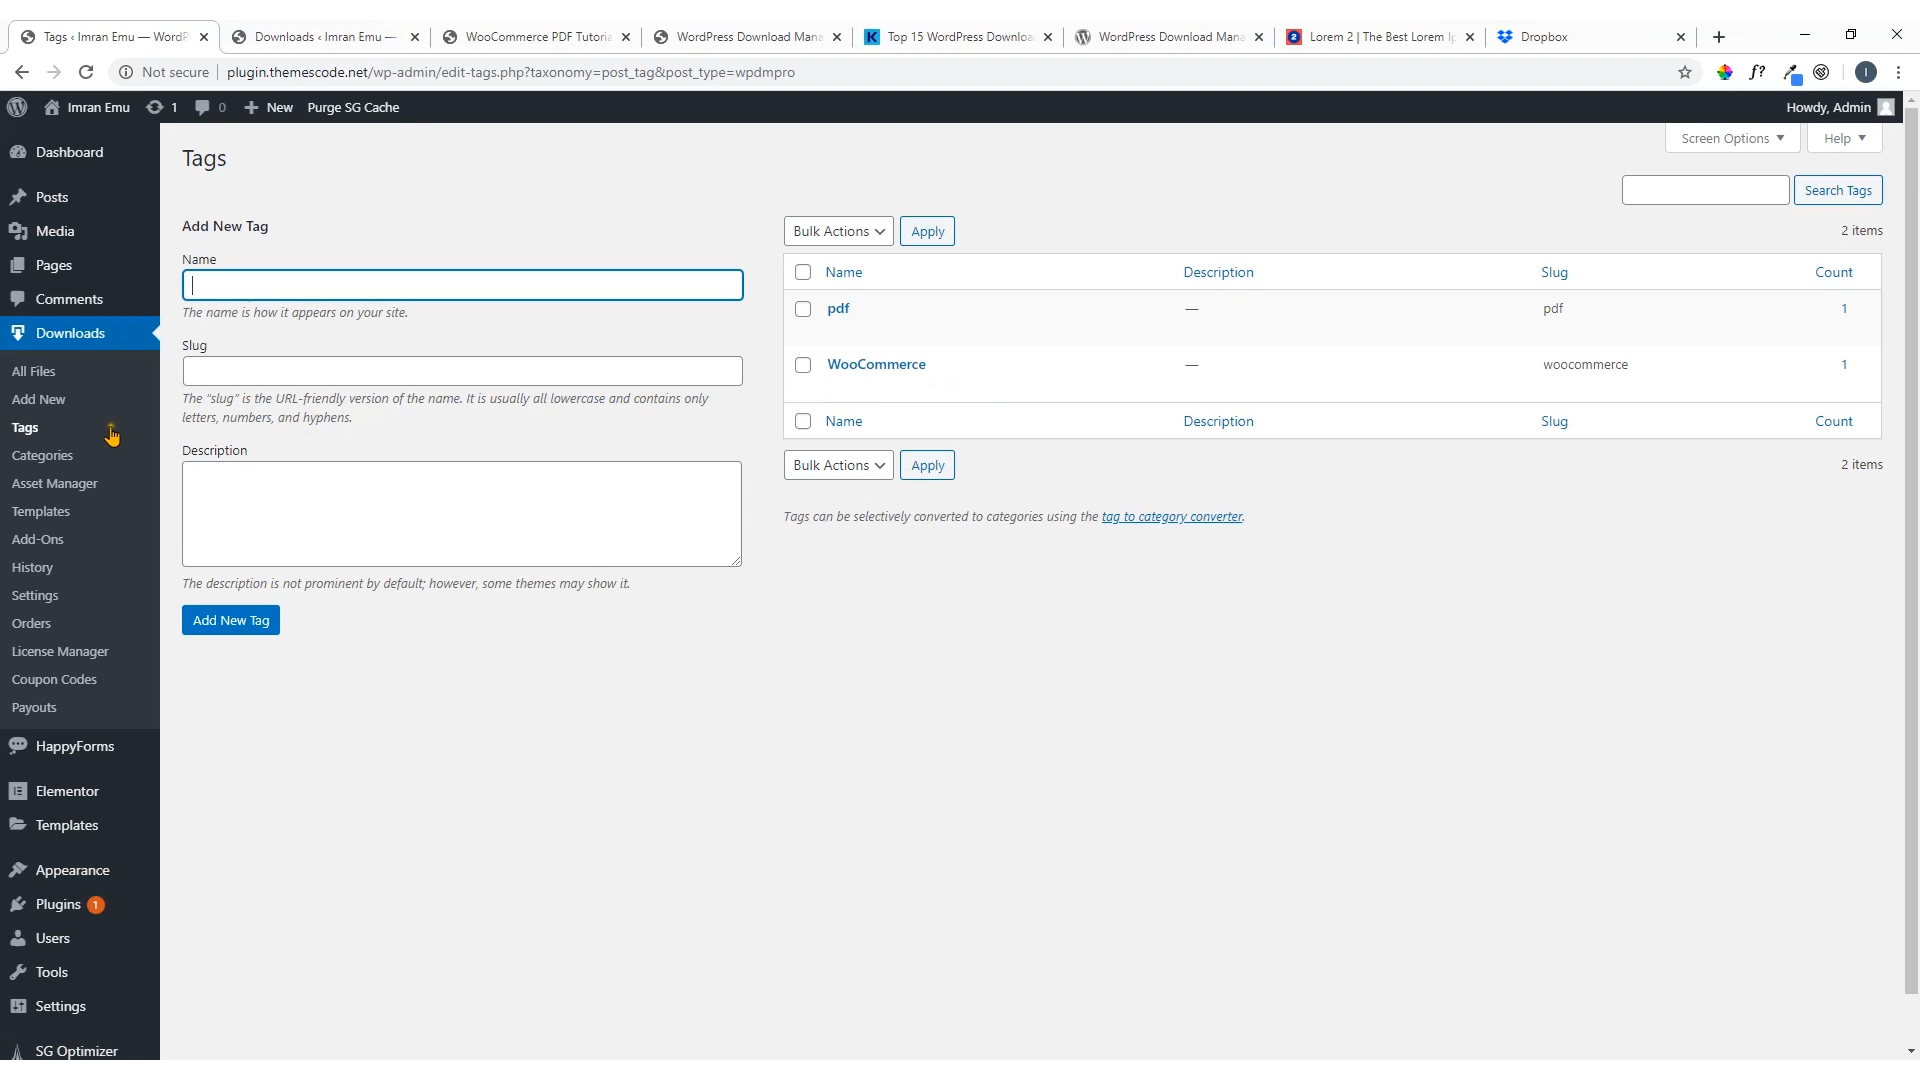 Tags ‹ Imran Emu — WordP
Downloads ‹ Imran Emu —
WooCommerce PDF Tutoria
WordPress Download Mana
Top 15 WordPress Downloa
WordPress Download Mana
Lorem 2 | The Best Lorem Ip
Dropbox
Not secure
plugin.themescode.net/wp-admin/edit-tags.php?taxonomy=post_tag&post_type=wpdmpro
f?
I
Imran Emu
1
0
New
Purge SG Cache
Howdy, Admin
Dashboard
Posts
Media
Pages
Comments
Downloads
All Files
Add New
Tags
Categories
Asset Manager
Templates
Add-Ons
History
Settings
Orders
License Manager
Coupon Codes
Payouts
HappyForms
Elementor
Templates
Appearance
Plugins 1
Users
Tools
Settings
SG Optimizer
Screen Options
Help
Tags
Search Tags
Add New Tag
Name
The name is how it appears on your site.
Slug
The “slug” is the URL-friendly version of the name. It is usually all lowercase and contains only
letters, numbers, and hyphens.
Description
The description is not prominent by default; however, some themes may show it.
Add New Tag
Bulk Actions
Apply
2 items
Name Description Slug Count
pdf — pdf 1
WooCommerce — woocommerce 1
Name Description Slug Count
Bulk Actions
Apply
2 items
Tags can be selectively converted to categories using the tag to category converter.